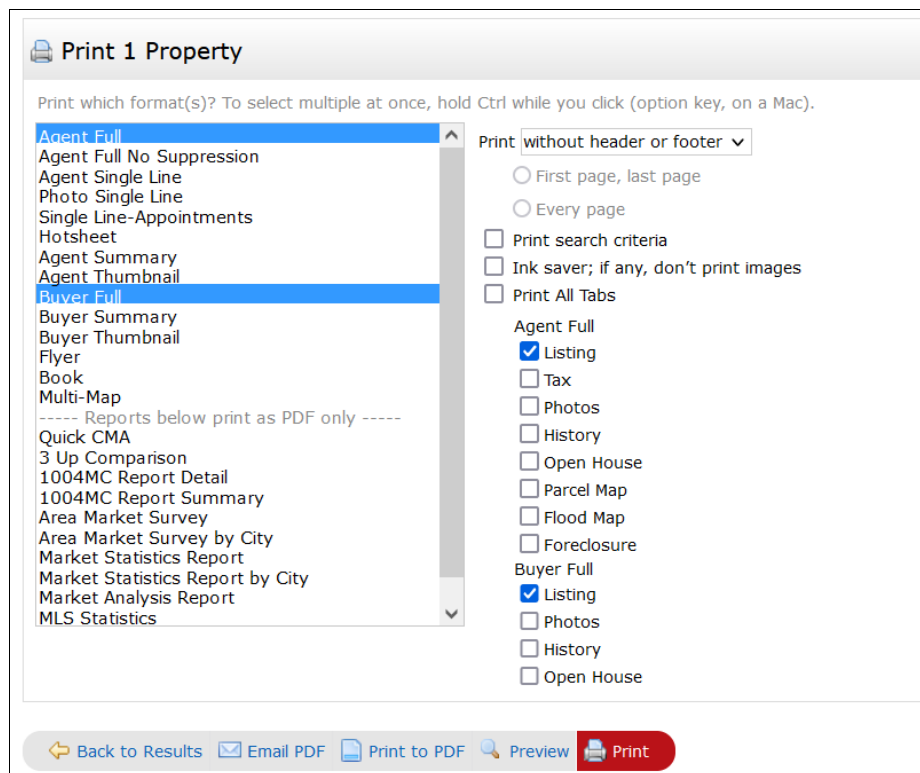 Print 1 Property
Print which format(s)? To select multiple at once, hold Ctrl while you click (option key, on a Mac).
Agent Full
Agent Full No Suppression
Agent Single Line
Photo Single Line
Single Line-Appointments
Hotsheet
Agent Summary
Agent Thumbnail
Buyer Full
Buyer Summary
Buyer Thumbnail
Flyer
Book
Multi-Map
----- Reports below print as PDF only -----
Quick CMA
3 Up Comparison
1004MC Report Detail
1004MC Report Summary
Area Market Survey
Area Market Survey by City
Market Statistics Report
Market Statistics Report by City
Market Analysis Report
MLS Statistics
Print without header or footer
First page, last page
Every page
Print search criteria
Ink saver; if any, don't print images
Print All Tabs
Agent Full
Listing
Tax
Photos
History
Open House
Parcel Map
Flood Map
Foreclosure
Buyer Full
Listing
Photos
History
Open House
Back to Results Email PDF Print to PDF Preview Print